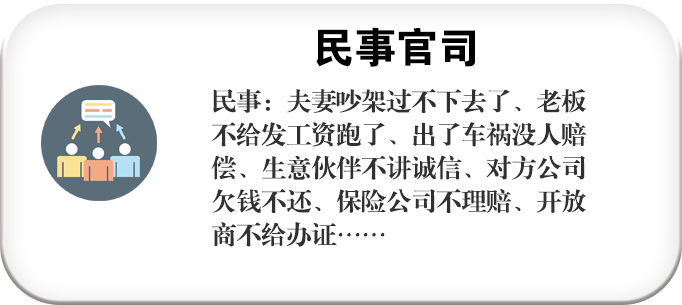 民事官司
民事：夫妻吵架过不下去了、老板
不给发工资跑了、出了车祸没人赔
偿、生意伙伴不讲诚信、对方公司
欠钱不还、保险公司不理赔、开放
商不给办证……